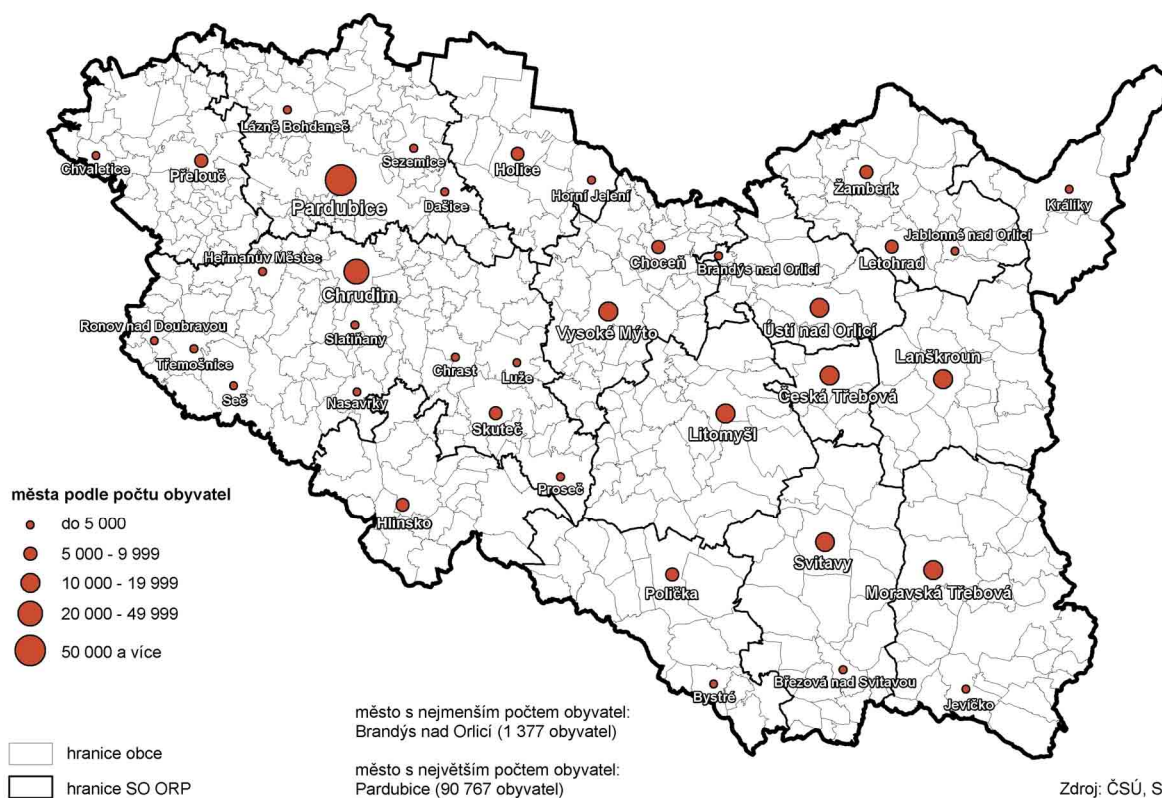 Lázně Bohdaneč
Chvaletice
Přelouč
Sezemice
Holice
Pardubice
Dašice
Horní Jelení
Žamberk
Králíky
Heřmanův Městec
Chrudim
Choceň
Brandýs nad Orlicí
Letohrad
Jablonné nad Orlicí
Ronov nad Doubravou
Slatiňany
Vysoké Mýto
Ústí nad Orlicí
Třemošnice
Chrast
Luže
Lanškroun
Seč
Nasavrky
Česká Třebová
Skuteč
Litomyšl
Proseč
Hlinsko
Svitavy
Polička
Moravská Třebová
Bystré
Březová nad Svitavou
Jevíčko
města podle počtu obyvatel
do 5 000
5 000 - 9 999
10 000 - 19 999
20 000 - 49 999
50 000 a více
hranice obce
hranice SO ORP
město s nejmenším počtem obyvatel:
Brandýs nad Orlicí (1 377 obyvatel)
město s největším počtem obyvatel:
Pardubice (90 767 obyvatel)
Zdroj: ČSÚ, S